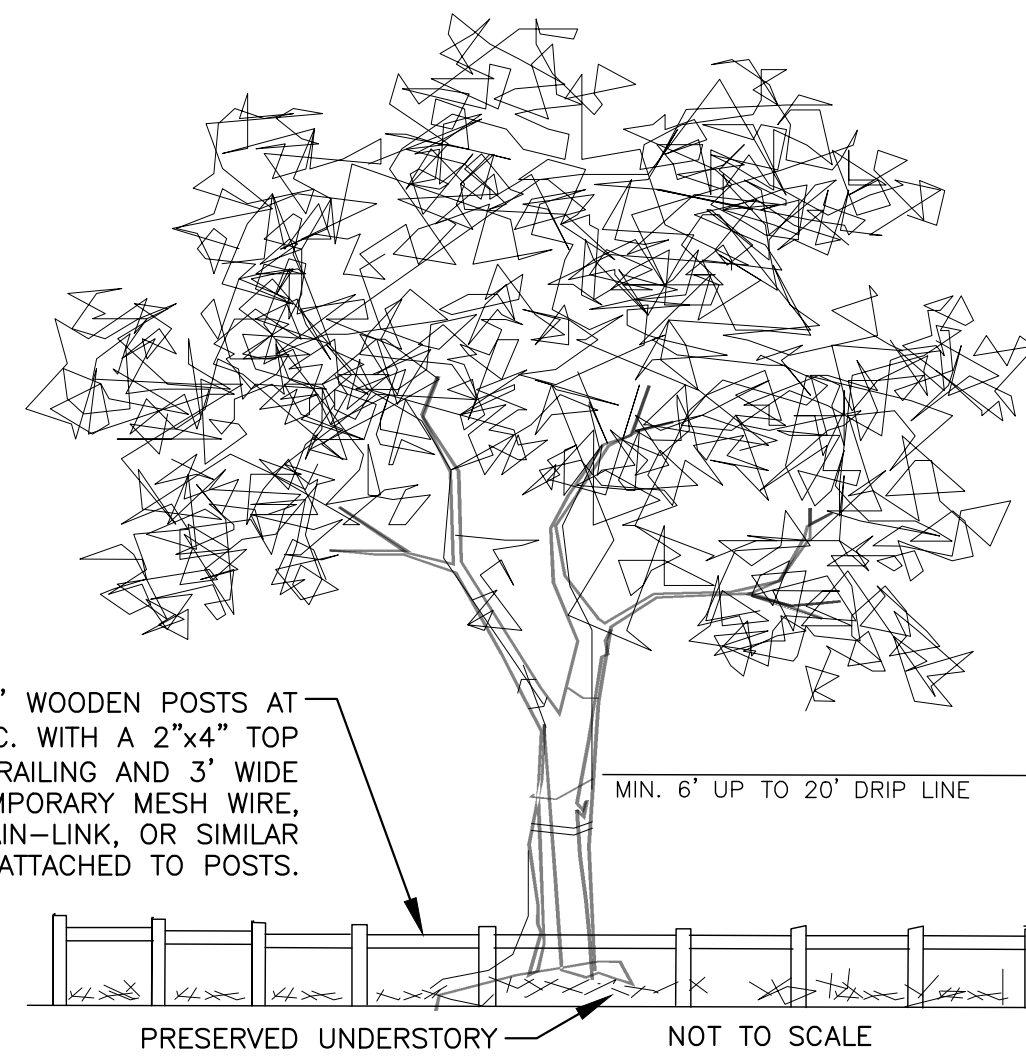 ' WOODEN POSTS AT
C. WITH A 2"x4" TOP
RAILING AND 3' WIDE
MPORARY MESH WIRE,
AIN–LINK, OR SIMILAR
ATTACHED TO POSTS.
MIN. 6' UP TO 20' DRIP LINE
PRESERVED UNDERSTORY
NOT TO SCALE